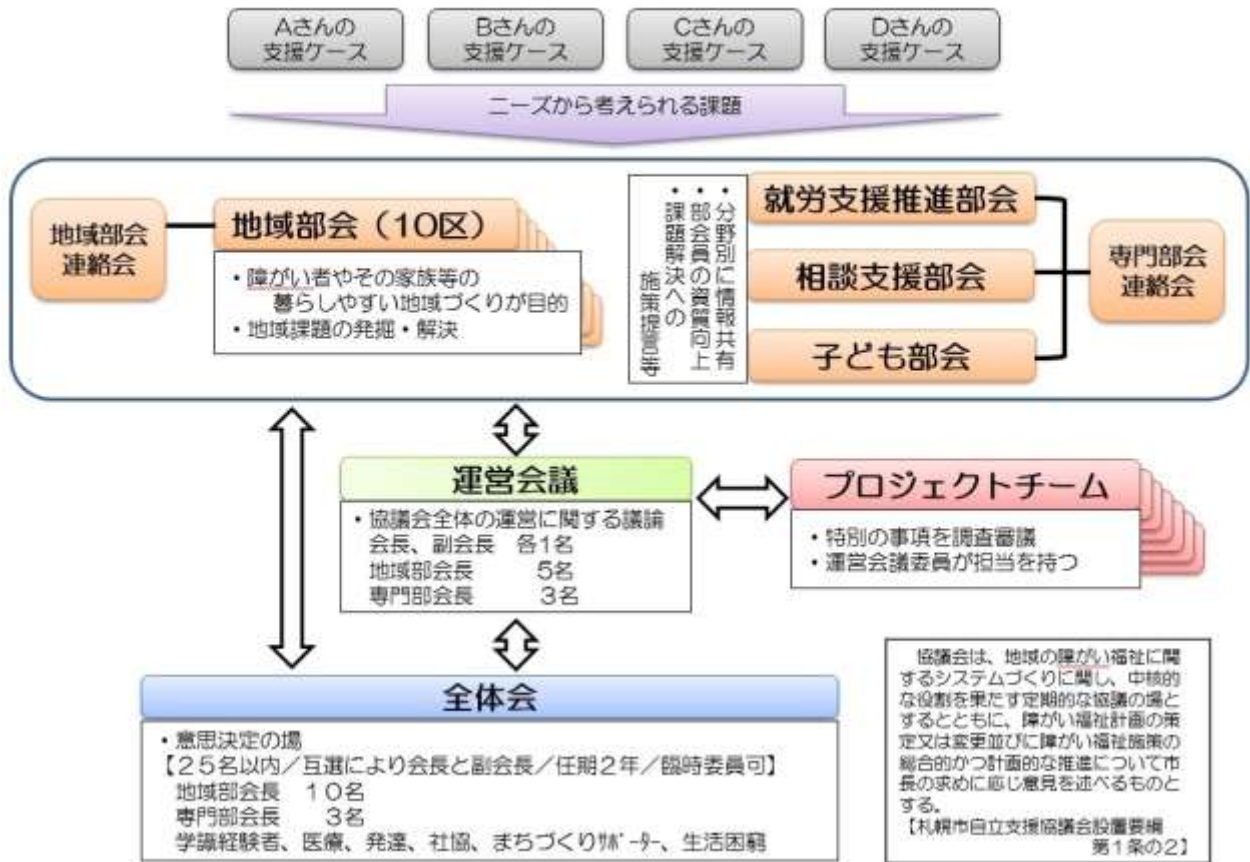 Aさんの
支援ケース
Bさんの
支援ケース
Cさんの
支援ケース
Dさんの
支援ケース
ニーズから考えられる課題
地域部会
連絡会
地域部会（10区）
・障がい者やその家族等の
暮らしやすい地域づくりが目的
・地域課題の発掘・解決
・分野別に情報共有
・部会員の資質向上
・課題解決への
施策提言等
就労支援推進部会
相談支援部会
子ども部会
専門部会
連絡会
運営会議
・協議会全体の運営に関する議論
会長、副会長　各1名
地域部会長　　　5名
専門部会長　　　3名
プロジェクトチーム
・特別の事項を調査審議
・運営会議委員が担当を持つ
全体会
・意思決定の場
【25名以内／互選により会長と副会長／任期2年／臨時委員可】
地域部会長　10名
専門部会長　　3名
学識経験者、医療、発達、社協、まちづくりｻﾎﾟｰﾀｰ、生活困窮
協議会は、地域の障がい福祉に関
するシステムづくりに関し、中核的
な役割を果たす定期的な協議の場と
するとともに、障がい福祉計画の策
定又は変更並びに障がい福祉施策の
総合的かつ計画的な推進について市
長の求めに応じ意見を述べるものと
する。
【札幌市自立支援協議会設置要綱
第1条の2】